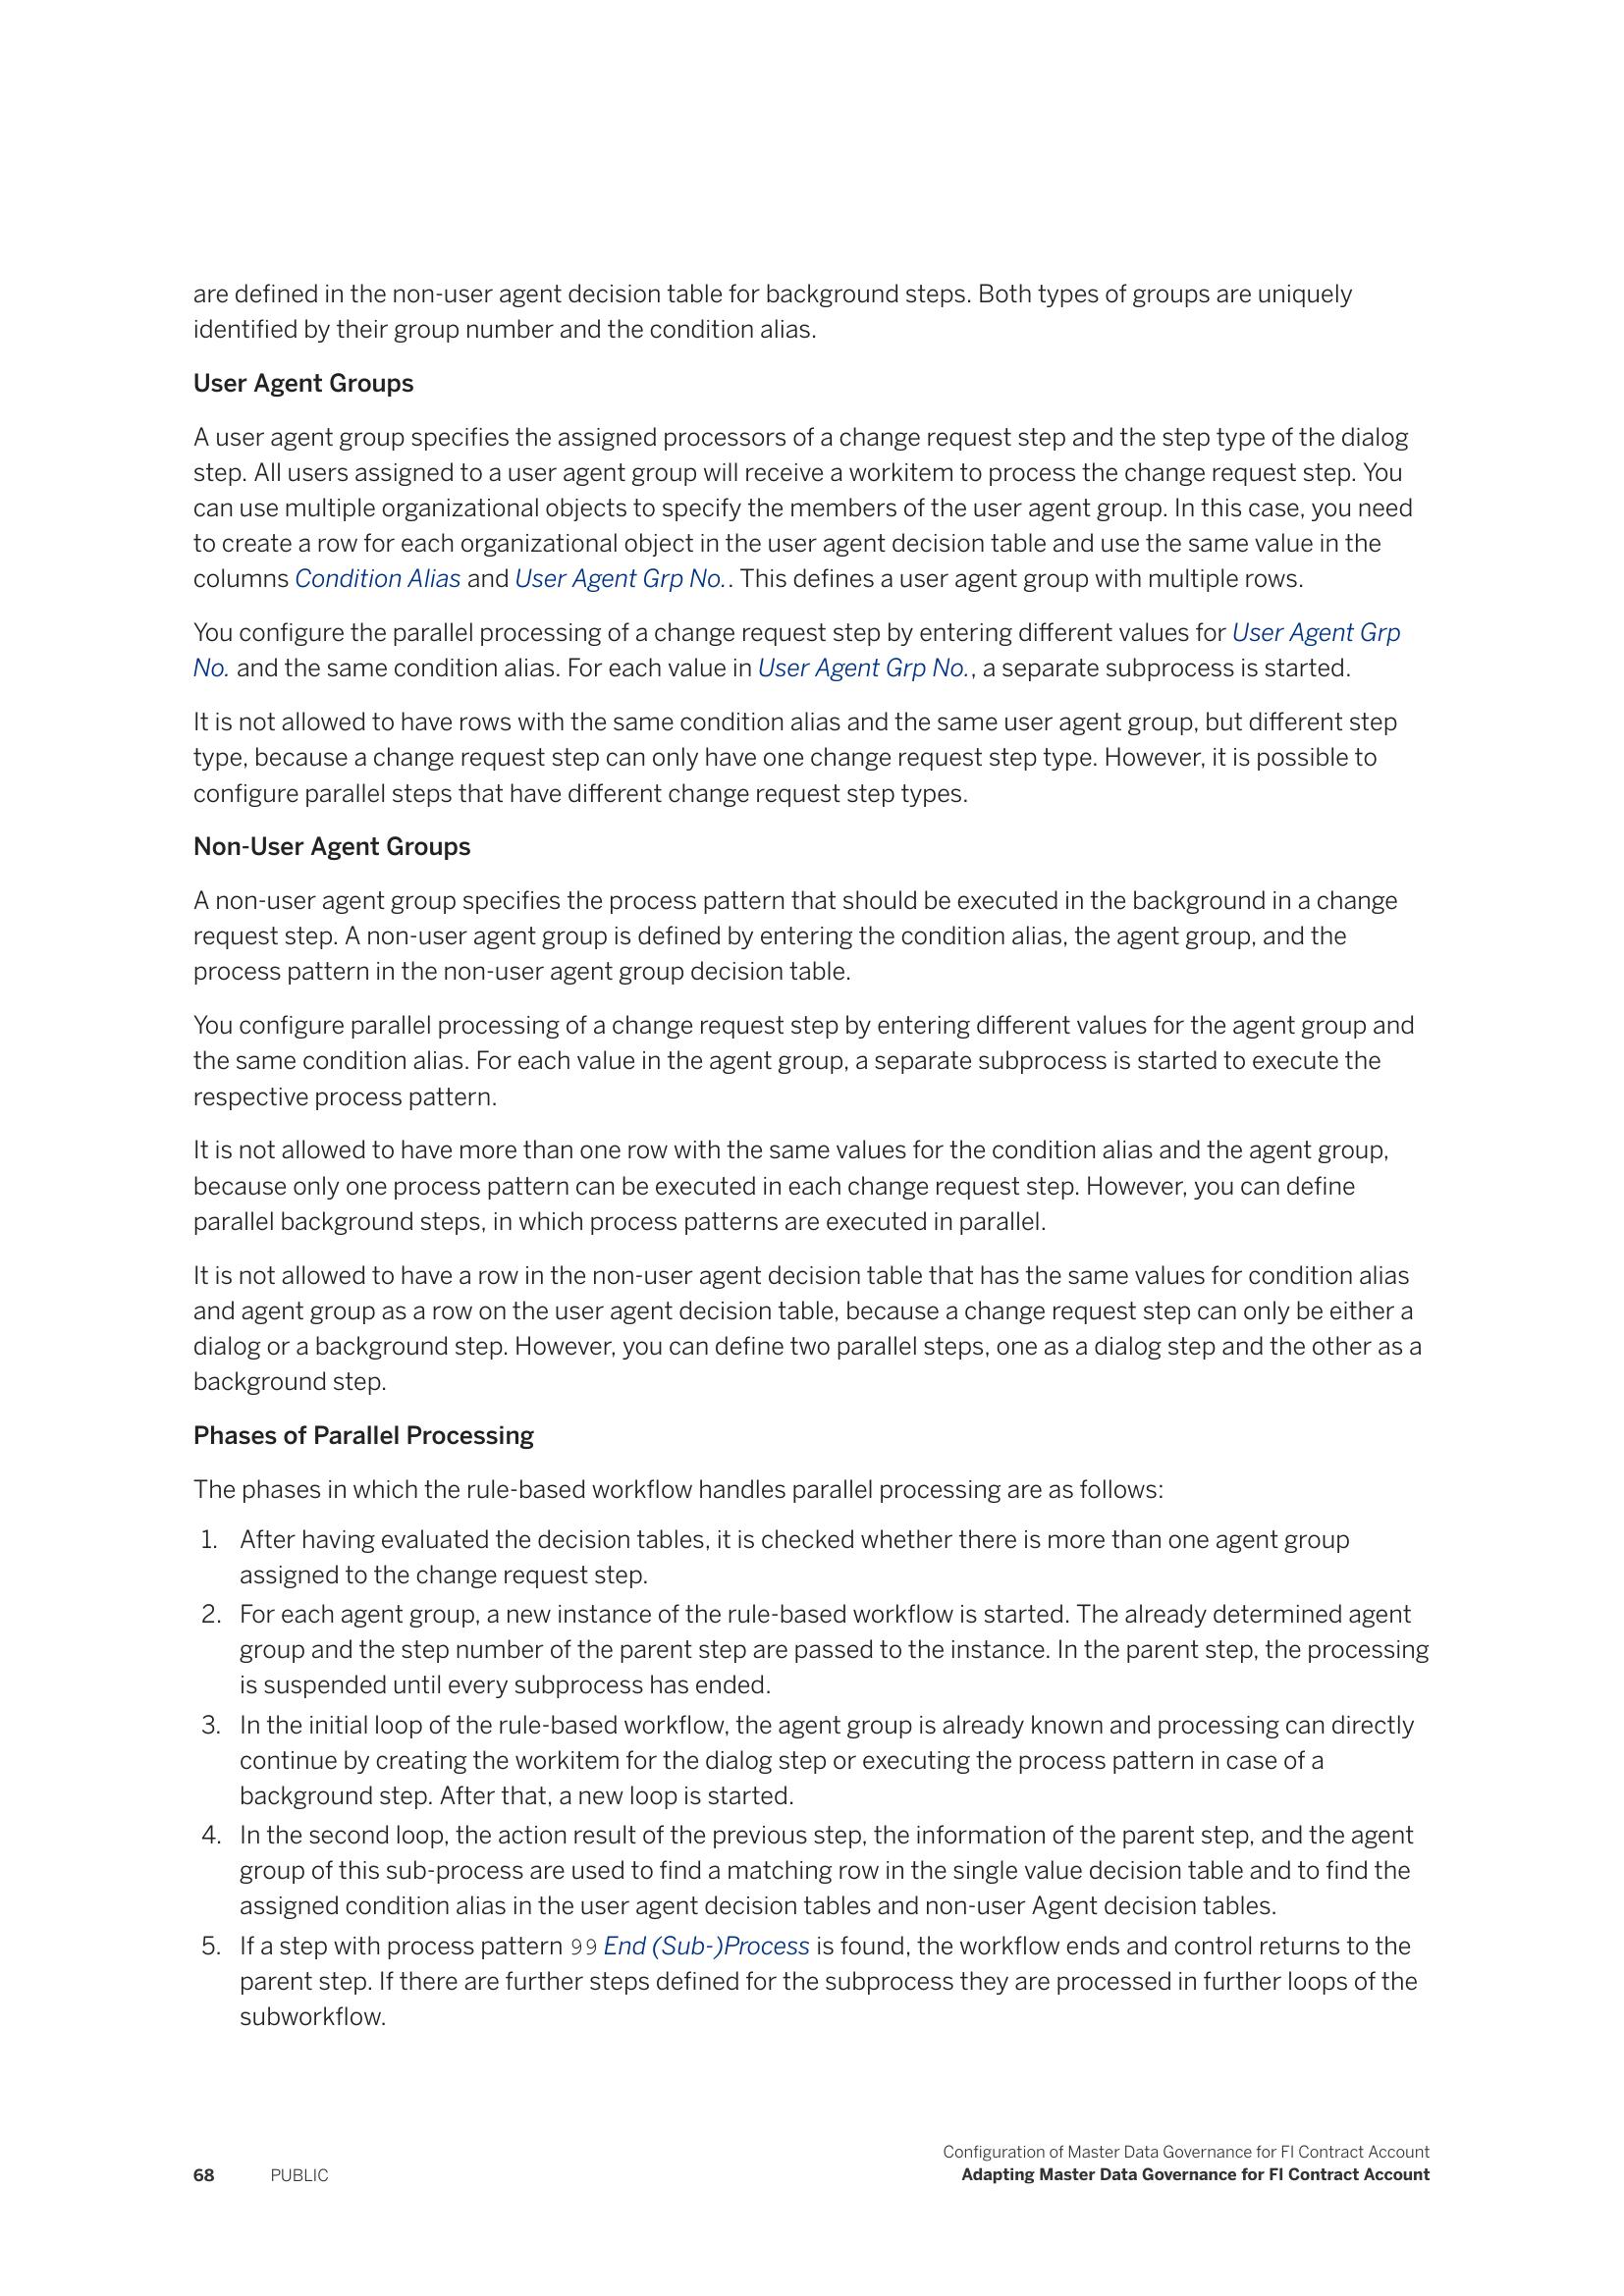 are defined in the non-user agent decision table for background steps. Both types of groups are uniquely
identified by their group number and the condition alias.
User Agent Groups
A user agent group specifies the assigned processors of a change request step and the step type of the dialog
step. All users assigned to a user agent group will receive a workitem to process the change request step. You
can use multiple organizational objects to specify the members of the user agent group. In this case, you need
to create a row for each organizational object in the user agent decision table and use the same value in the
columns Condition Alias and User Agent Grp No.. This defines a user agent group with multiple rows.
You configure the parallel processing of a change request step by entering different values for User Agent Grp
No. and the same condition alias. For each value in User Agent Grp No., a separate subprocess is started.
It is not allowed to have rows with the same condition alias and the same user agent group, but different step
type, because a change request step can only have one change request step type. However, it is possible to
configure parallel steps that have different change request step types.
Non-User Agent Groups
A non-user agent group specifies the process pattern that should be executed in the background in a change
request step. A non-user agent group is defined by entering the condition alias, the agent group, and the
process pattern in the non-user agent group decision table.
You configure parallel processing of a change request step by entering different values for the agent group and
the same condition alias. For each value in the agent group, a separate subprocess is started to execute the
respective process pattern.
It is not allowed to have more than one row with the same values for the condition alias and the agent group,
because only one process pattern can be executed in each change request step. However, you can define
parallel background steps, in which process patterns are executed in parallel.
It is not allowed to have a row in the non-user agent decision table that has the same values for condition alias
and agent group as a row on the user agent decision table, because a change request step can only be either a
dialog or a background step. However, you can define two parallel steps, one as a dialog step and the other as a
background step.
Phases of Parallel Processing
The phases in which the rule-based workflow handles parallel processing are as follows:
1. After having evaluated the decision tables, it is checked whether there is more than one agent group
assigned to the change request step.
2. For each agent group, a new instance of the rule-based workflow is started. The already determined agent
group and the step number of the parent step are passed to the instance. In the parent step, the processing
is suspended until every subprocess has ended.
3. In the initial loop of the rule-based workflow, the agent group is already known and processing can directly
continue by creating the workitem for the dialog step or executing the process pattern in case of a
background step. After that, a new loop is started.
4. In the second loop, the action result of the previous step, the information of the parent step, and the agent
group of this sub-process are used to find a matching row in the single value decision table and to find the
assigned condition alias in the user agent decision tables and non-user Agent decision tables.
5. If a step with process pattern 99 End (Sub-)Process is found, the workflow ends and control returns to the
parent step. If there are further steps defined for the subprocess they are processed in further loops of the
subworkflow.
Configuration of Master Data Governance for FI Contract Account
68 PUBLIC Adapting Master Data Governance for FI Contract Account